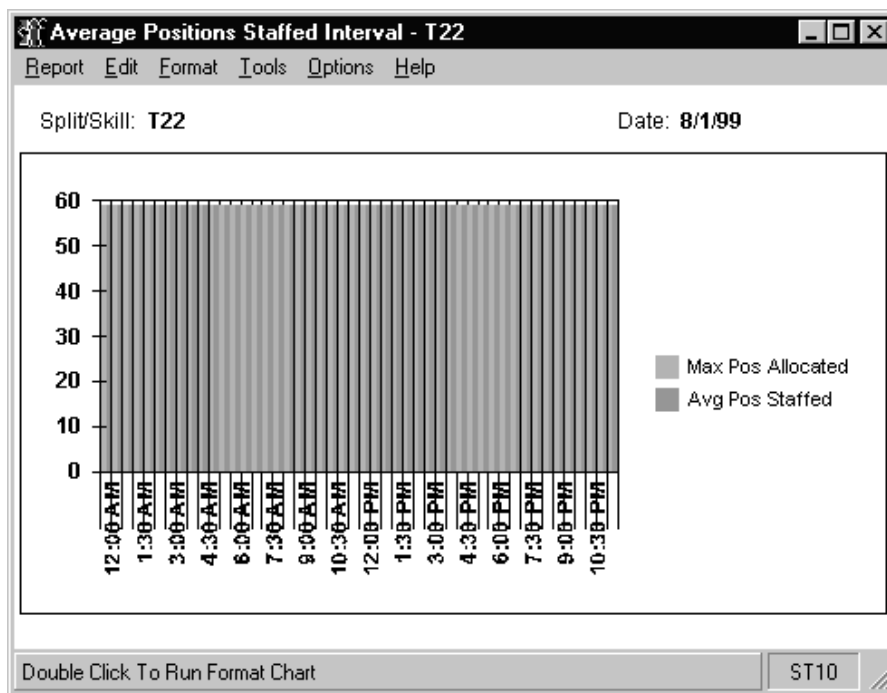 Average Positions Staffed Interval - T22
Report Edit Format Tools Options Help
Split/Skill: T22 Date: 8/1/99
60
50
40
30
20
10
0
12:00 AM
1:30 AM
3:00 AM
4:30 AM
6:00 AM
7:30 AM
9:00 AM
10:30 AM
12:00 PM
1:30 PM
3:00 PM
4:30 PM
6:00 PM
7:30 PM
9:00 PM
10:30 PM
Max Pos Allocated
Avg Pos Staffed
Double Click To Run Format Chart ST10